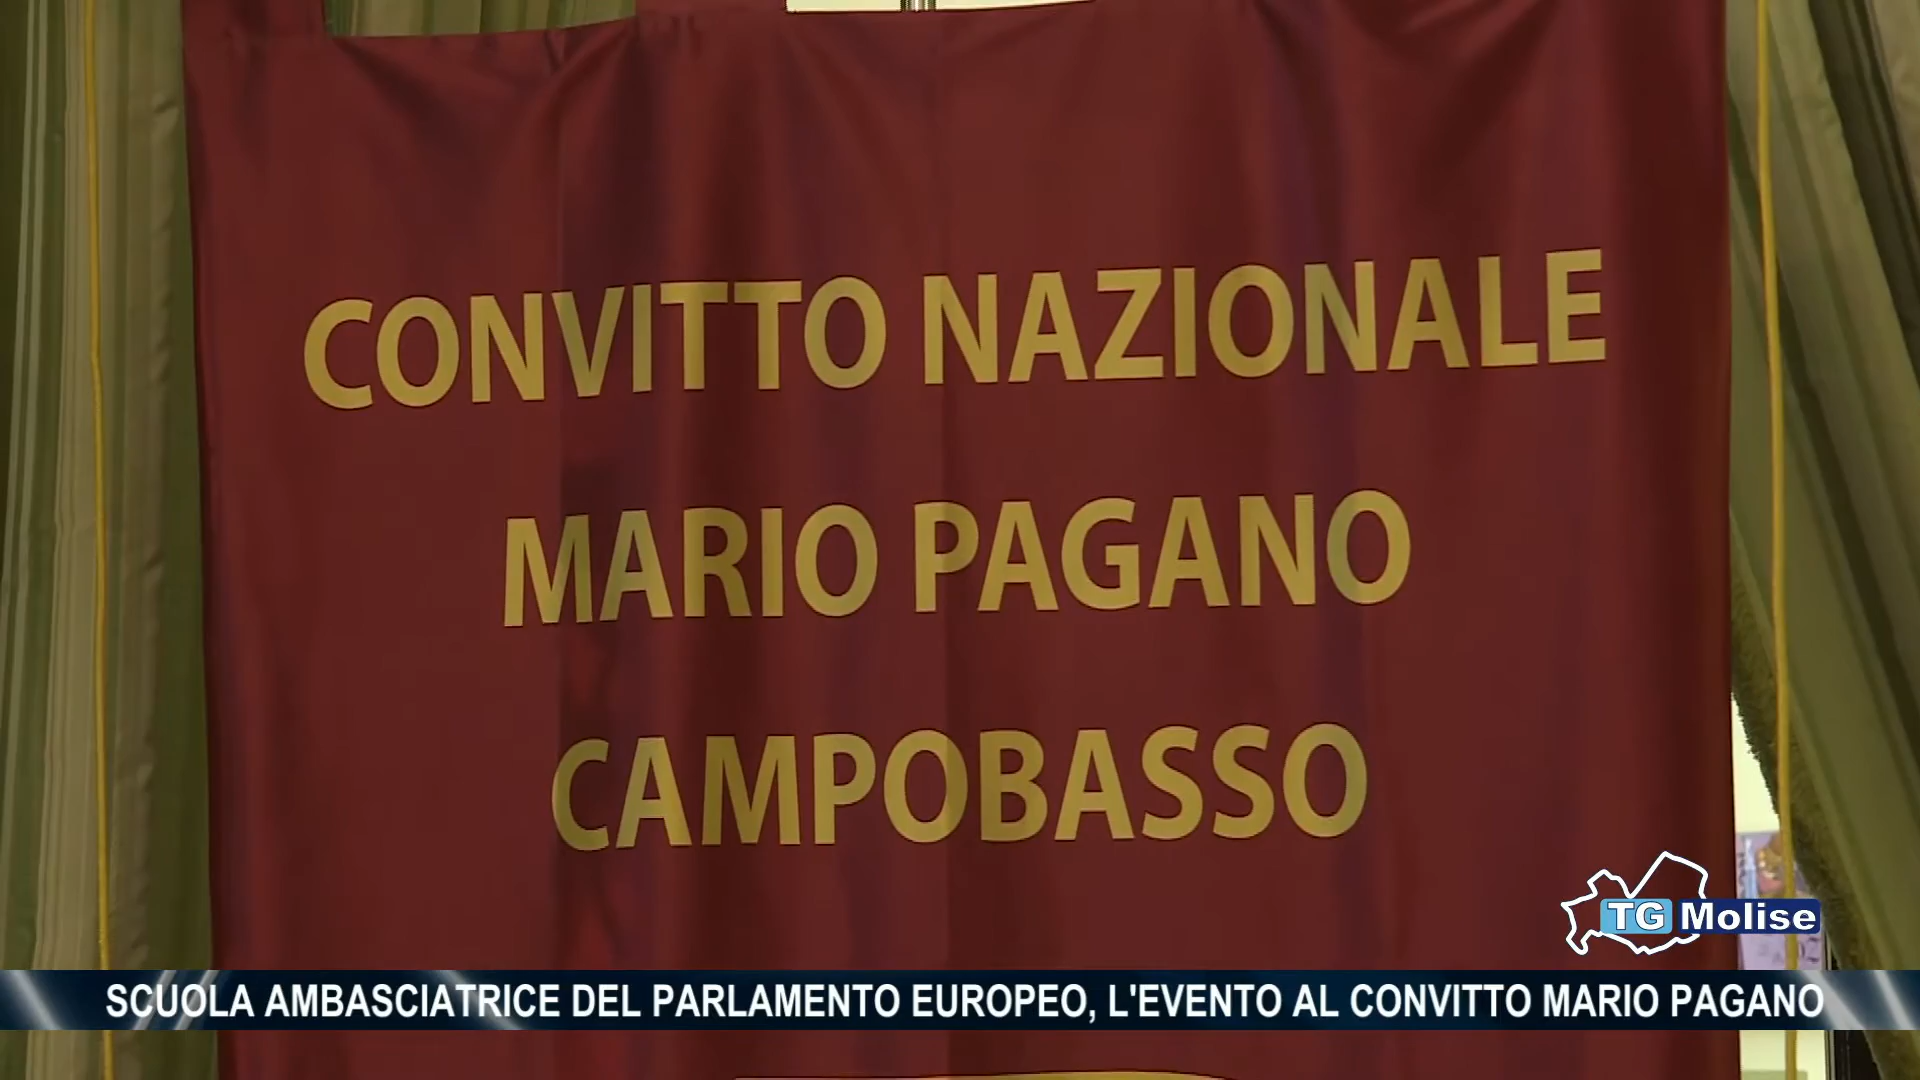 CONVITTO NAZIONALE
MARIO PAGANO
CAMPOBASSO
TG Molise
SCUOLA AMBASCIATRICE DEL PARLAMENTO EUROPEO, L'EVENTO AL CONVITTO MARIO PAGANO